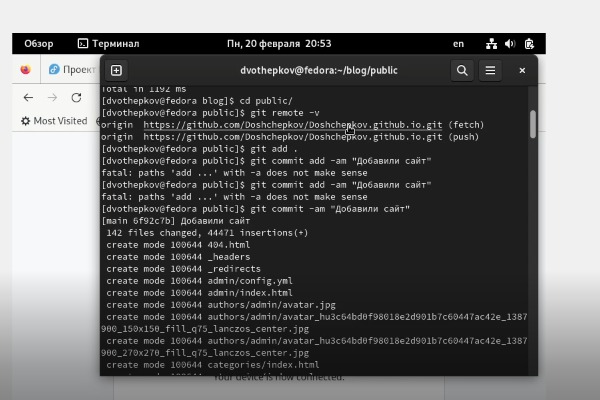 Обзор Терминал Пн, 20 февраля 20:53 en
Проект
dvothepkov@fedora:~/blog/public
Most Visited
Total in 1192 ms
[dvothepkov@fedora blog]$ cd public/
[dvothepkov@fedora public]$ git remote -v
origin https://github.com/Doshchepkov/Doshchepkov.github.io.git (fetch)
origin https://github.com/Doshchepkov/Doshchepkov.github.io.git (push)
[dvothepkov@fedora public]$ git add .
[dvothepkov@fedora public]$ git commit add -am "Добавили сайт"
fatal: paths 'add ...' with -a does not make sense
[dvothepkov@fedora public]$ git commit add -am "Добавили сайт"
fatal: paths 'add ...' with -a does not make sense
[dvothepkov@fedora public]$ git commit -am "Добавили сайт"
[main 6f92c7b] Добавили сайт
142 files changed, 44471 insertions(+)
create mode 100644 404.html
create mode 100644 _headers
create mode 100644 _redirects
create mode 100644 admin/config.yml
create mode 100644 admin/index.html
create mode 100644 authors/admin/avatar.jpg
create mode 100644 authors/admin/avatar_hu3c64bd0f98018e2d901b7c60447ac42e_1387
900_150x150_fill_q75_lanczos_center.jpg
create mode 100644 authors/admin/avatar_hu3c64bd0f98018e2d901b7c60447ac42e_1387
900_270x270_fill_q75_lanczos_center.jpg
create mode 100644 categories/index.html
Your device is now connected.